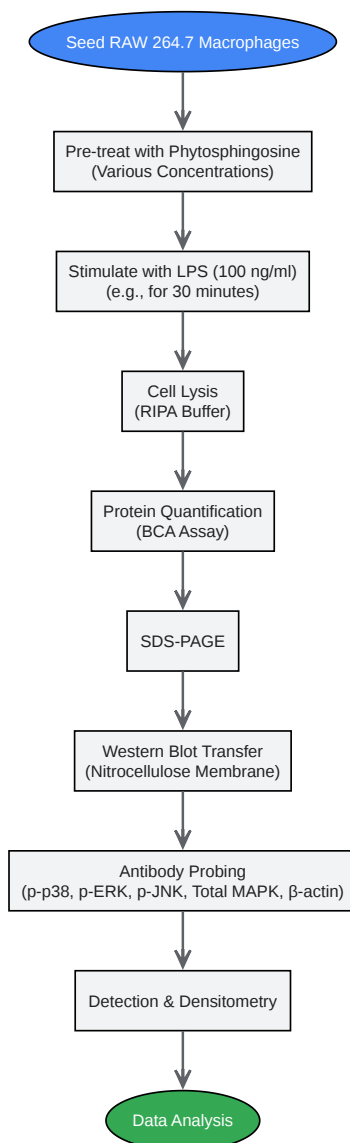 Seed RAW 264.7 Macrophages
Pre-treat with Phytosphingosine
(Various Concentrations)
Stimulate with LPS (100 ng/ml)
(e.g., for 30 minutes)
Cell Lysis
(RIPA Buffer)
Protein Quantification
(BCA Assay)
SDS-PAGE
Western Blot Transfer
(Nitrocellulose Membrane)
Antibody Probing
(p-p38, p-ERK, p-JNK, Total MAPK, β-actin)
Detection & Densitometry
Data Analysis